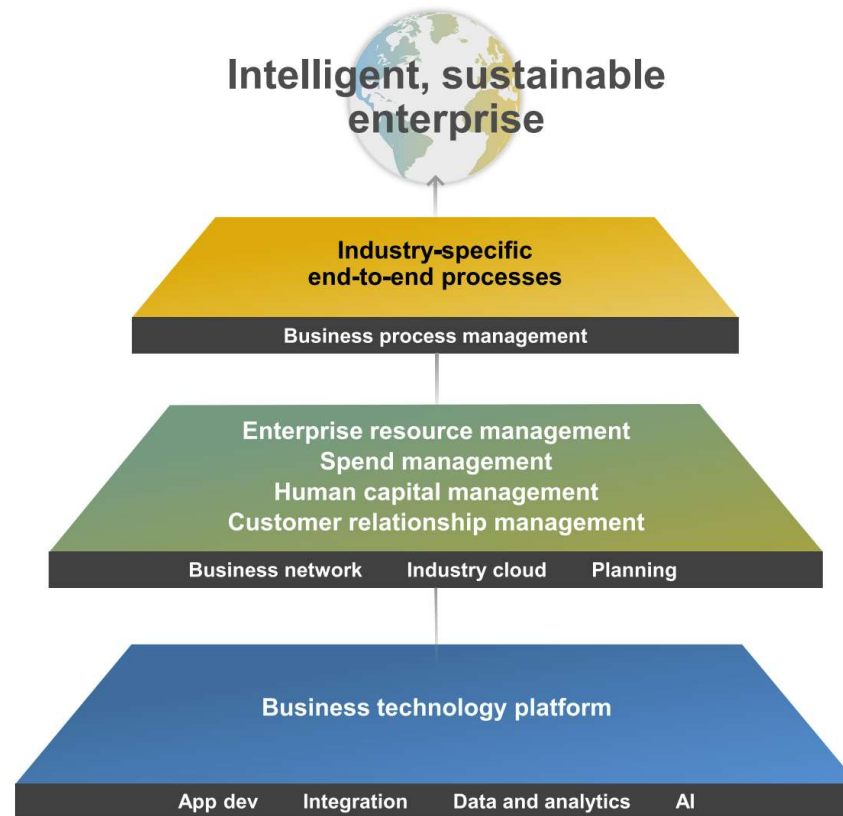 Intelligent, sustainable
enterprise
Industry-specific
end-to-end processes
Business process management
Enterprise resource management
Spend management
Human capital management
Customer relationship management
Business network Industry cloud Planning
Business technology platform
App dev Integration Data and analytics AI